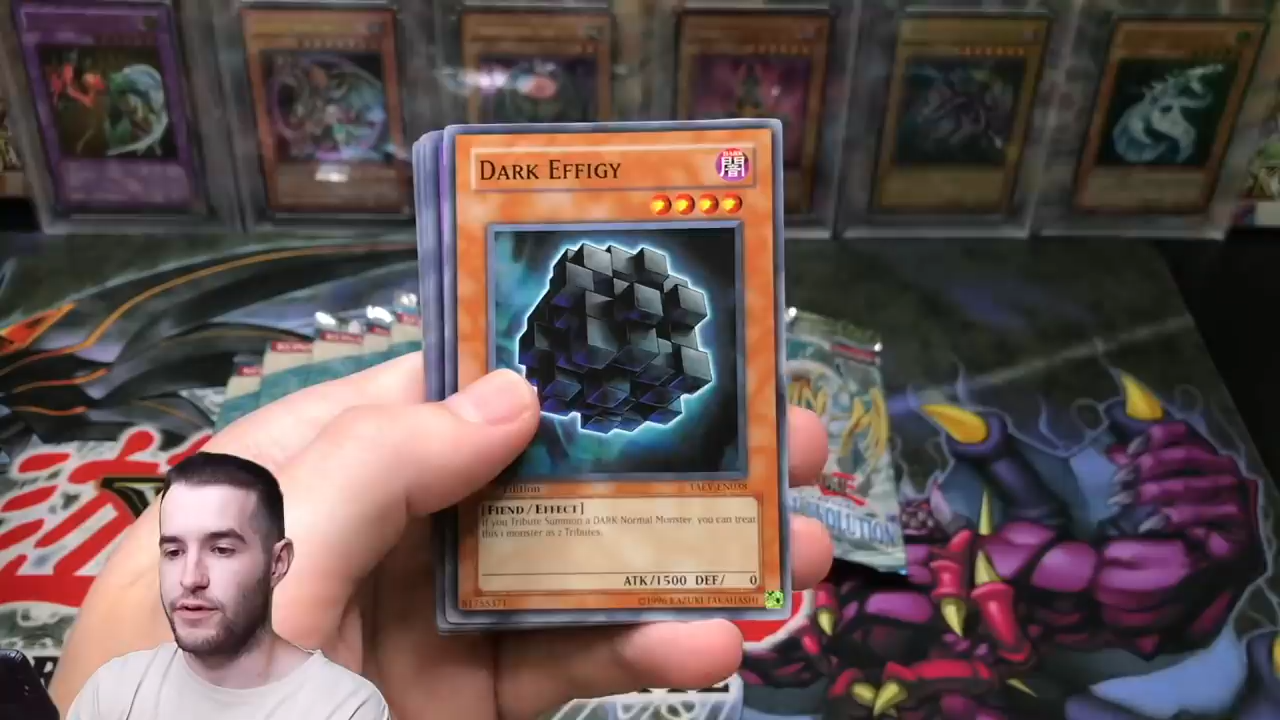 DARK EFFIGY
DARK
闇
Edition
TAEV-EN038
[FIEND/EFFECT]
If you Tribute Summon a DARK Normal Monster, you can treat
this 1 monster as 2 Tributes.
ATK/1500 DEF/ 0
81755371
©1996 KAZUKI TAKAHASHI